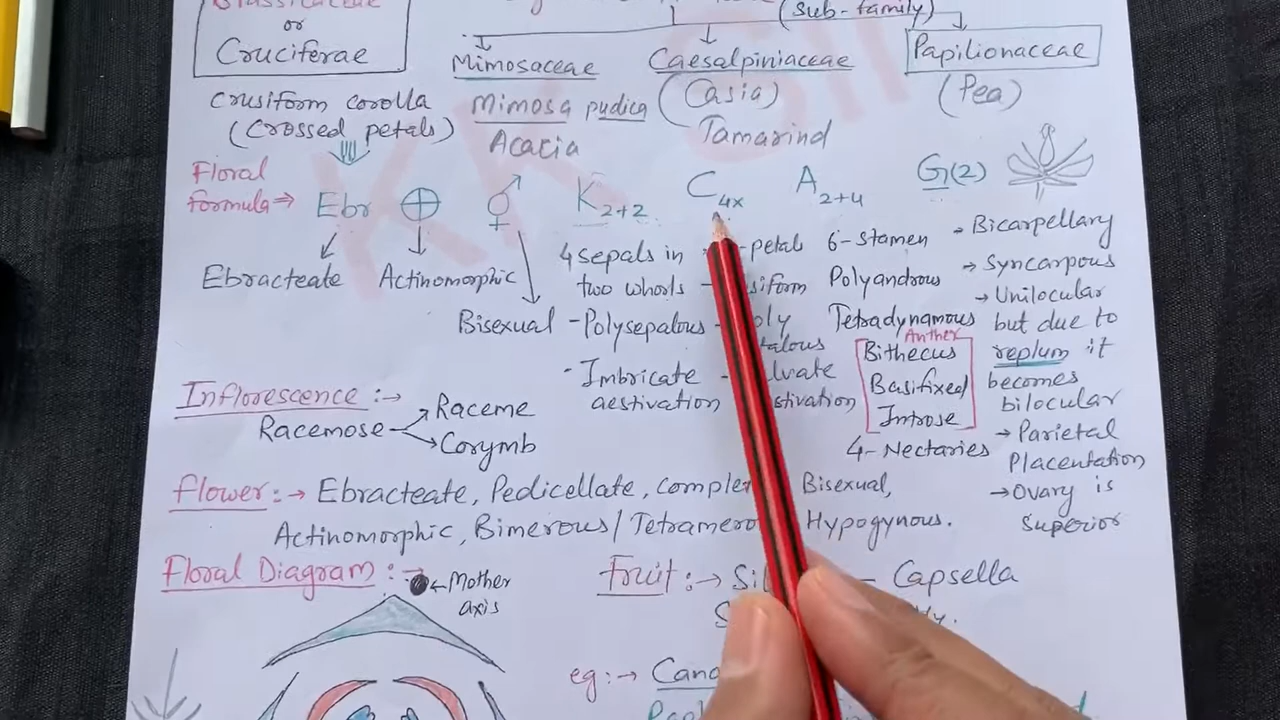 Brassicaceae
or
Cruciferae
Crusiform corolla
(Crossed petals)
(sub-family)
Mimosaceae
Mimosa pudica
Acacia
Caesalpiniaceae
(Casia)
Tamarind
Papilionaceae
(Pea)
Floral
formula⇒ Ebr ⊕ ⚥ K2+2 C4x A2+4 G(2)
Ebracteate Actinomorphic
Bisexual
4 sepals in
two whorls
-Polysepalous
- Imbricate
aestivation
-petal
6-stamen
Polyandrous
Tetradynamous
Anther
Bithecus
Basifixed
Introse
4-Nectaries
→ Bicarpellary
→ Syncarpous
→ Unilocular
but due to
replum it
becomes
bilocular
→ Parietal
Placentation
→ Ovary is
Superior
Inflorescence :→
Racemose
Raceme
Corymb
Flower:→ Ebracteate, Pedicellate, Bisexual,
Actinomorphic, Bimerous/ Hypogynous.
Floral Diagram:→
←Mother
axis
Fruit:→ - Capsella
eg:→